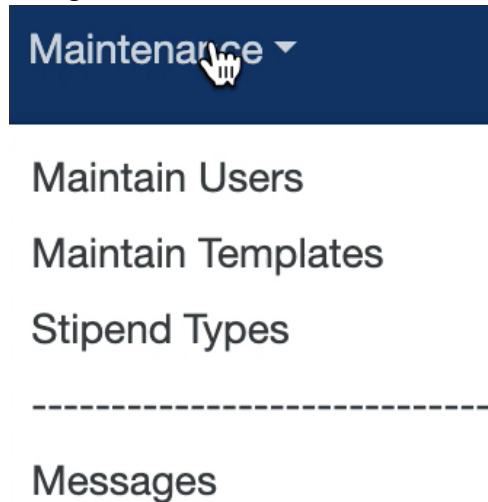 Maintenance
Maintain Users
Maintain Templates
Stipend Types
------------------------------
Messages